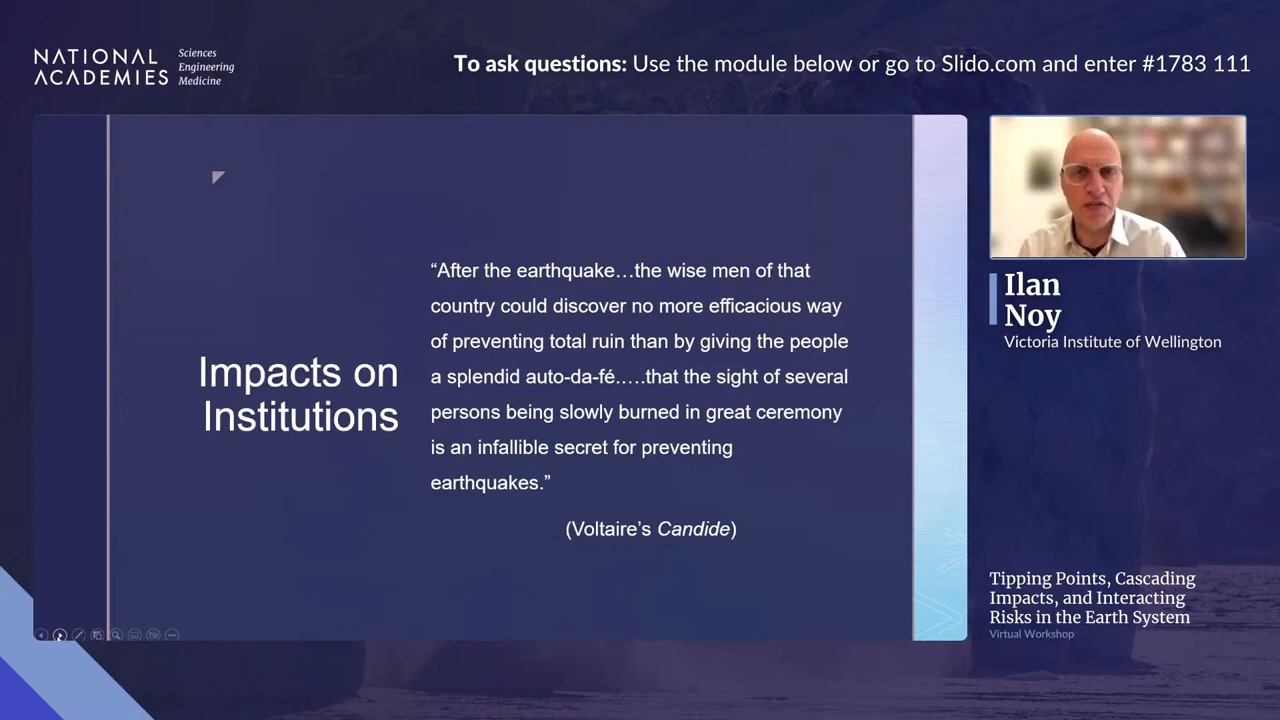 NATIONAL
ACADEMIES
Sciences
Engineering
Medicine
To ask questions: Use the module below or go to Slido.com and enter #1783 111
Impacts on
Institutions
“After the earthquake…the wise men of that
country could discover no more efficacious way
of preventing total ruin than by giving the people
a splendid auto-da-fé…..that the sight of several
persons being slowly burned in great ceremony
is an infallible secret for preventing
earthquakes.”
(Voltaire’s Candide)
Ilan
Noy
Victoria Institute of Wellington
Tipping Points, Cascading
Impacts, and Interacting
Risks in the Earth System
Virtual Workshop